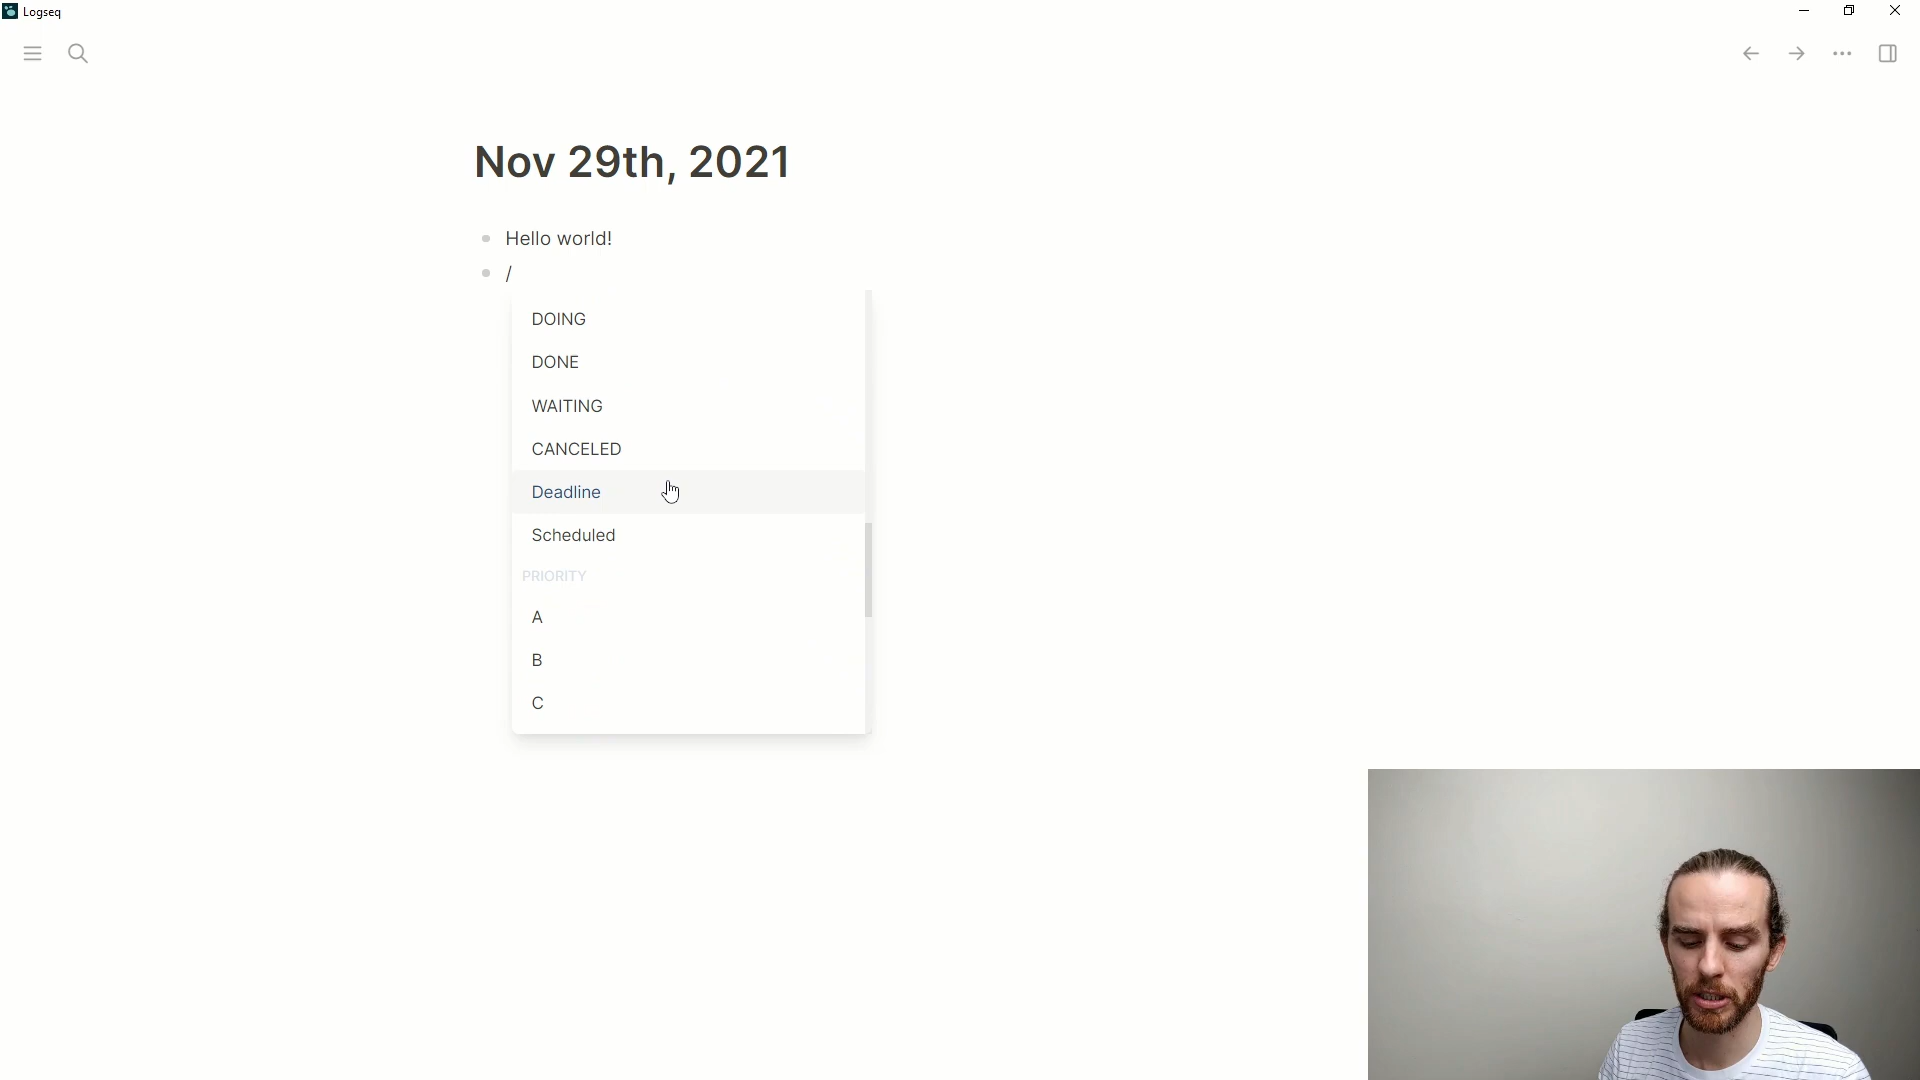 Logseq
Nov 29th, 2021
Hello world!
/
DOING
DONE
WAITING
CANCELED
Deadline
Scheduled
PRIORITY
A
B
C